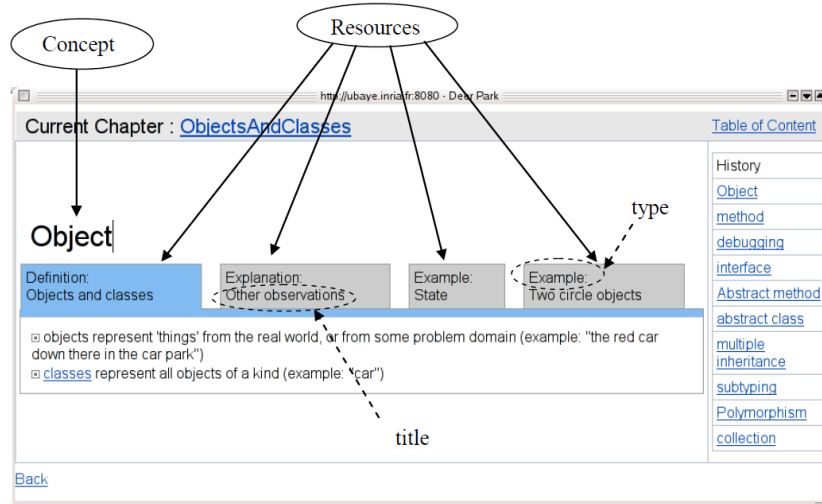 Concept
Resources
http://ubaye.inria.fr:8080 - Deer Park
Current Chapter : ObjectsAndClasses
Table of Content
History
Object
method
debugging
interface
Abstract method
abstract class
multiple
inheritance
subtyping
Polymorphism
collection
type
Object
Definition:
Objects and classes
Explanation:
Other observations
Example:
State
Example:
Two circle objects
objects represent 'things' from the real world, or from some problem domain (example: "the red car
down there in the car park")
classes represent all objects of a kind (example: "car")
title
Back